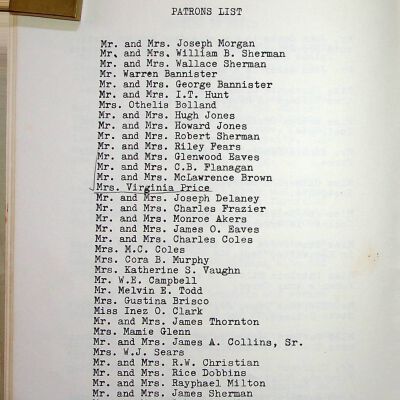 PATRONS LIST
Mr. and Mrs. Joseph Morgan
Mr. and Mrs. William B. Sherman
Mr. and Mrs. Wallace Sherman
Mr. Warren Bannister
Mr. and Mrs. George Bannister
Mr. and Mrs. I.T. Hunt
Mrs. Othelis Bolland
Mr. and Mrs. Hugh Jones
Mr. and Mrs. Howard Jones
Mr. and Mrs. Robert Sherman
Mr. and Mrs. Riley Fears
Mr. and Mrs. Glenwood Eaves
Mr. and Mrs. C.B. Flanagan
Mr. and Mrs. McLawrence Brown
Mrs. Virginia Price
Mr. and Mrs. Joseph Delaney
Mr. and Mrs. Charles Frazier
Mr. and Mrs. Monroe Akers
Mr. and Mrs. James O. Eaves
Mr. and Mrs. Charles Coles
Mrs. M.C. Coles
Mrs. Cora B. Murphy
Mrs. Katherine S. Vaughn
Mr. W.E. Campbell
Mr. Melvin E. Todd
Mrs. Gustina Brisco
Miss Inez O. Clark
Mr. and Mrs. James Thornton
Mrs. Mamie Glenn
Mr. and Mrs. James A. Collins, Sr.
Mrs. W.J. Sears
Mr. and Mrs. R.W. Christian
Mr. and Mrs. Rice Dobbins
Mr. and Mrs. Rayphael Milton
Mr. and Mrs. James Sherman